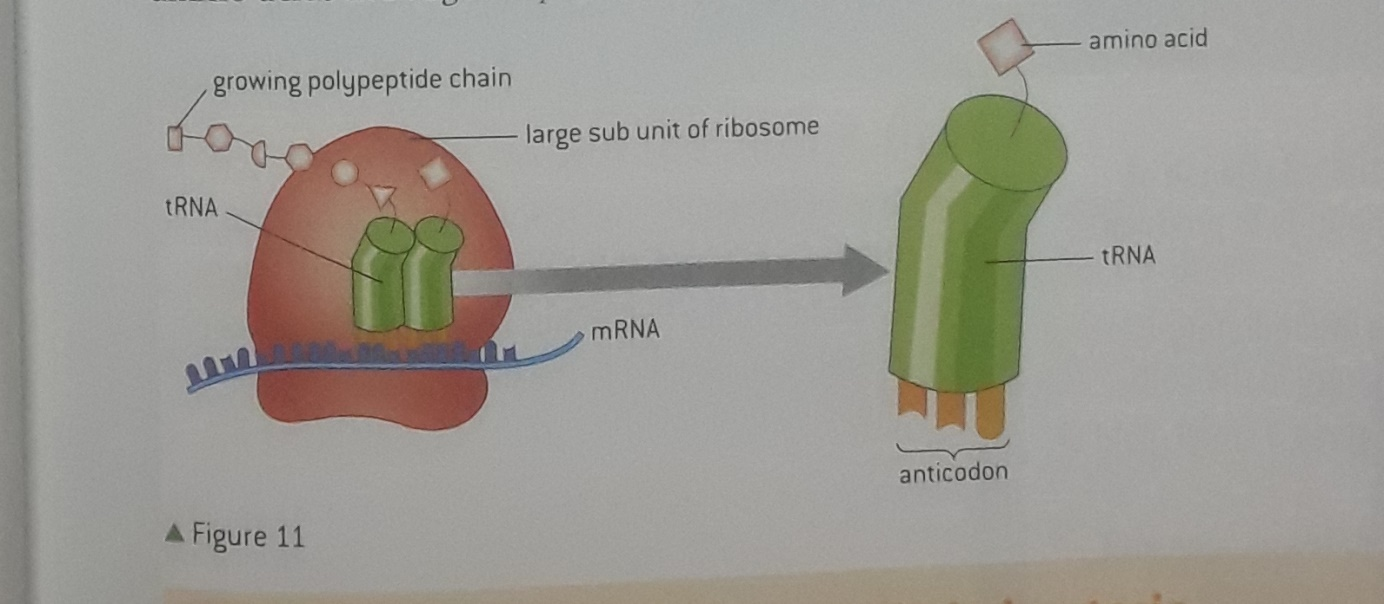 amino acid
growing polypeptide chain
large sub unit of ribosome
tRNA
tRNA
mRNA
anticodon
▲ Figure 11